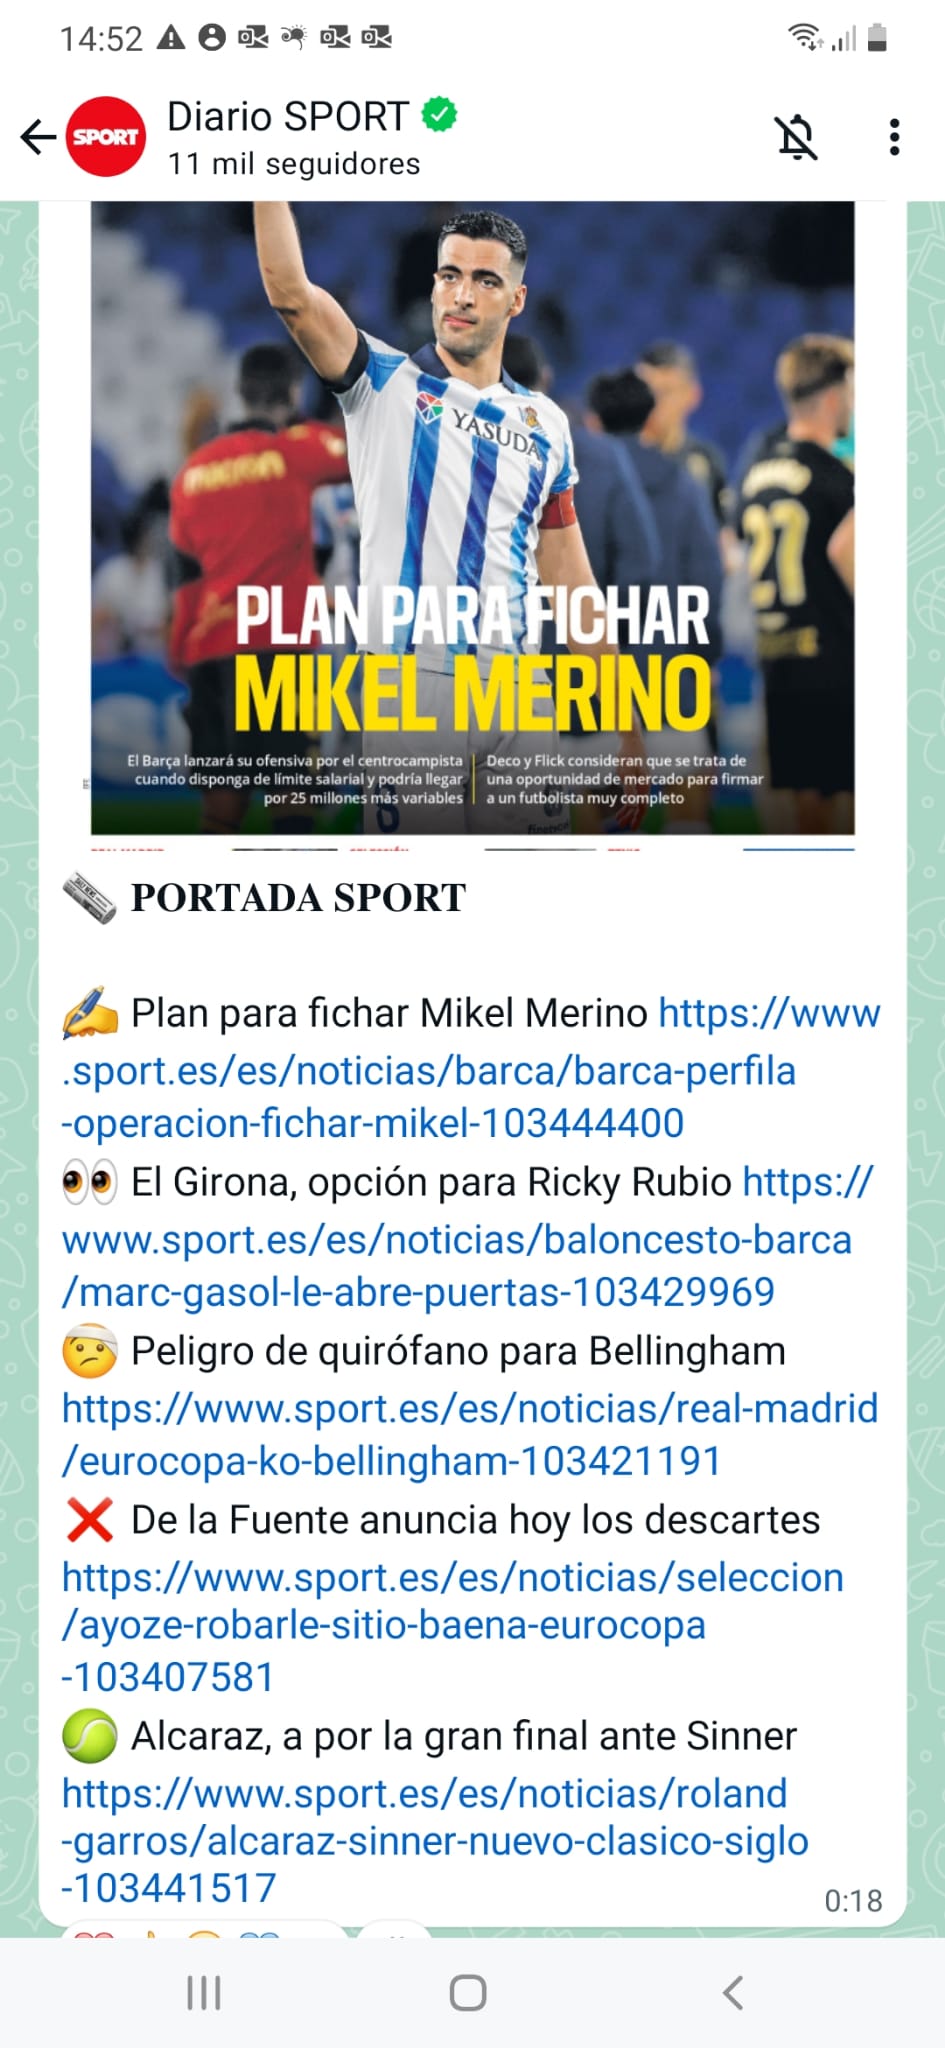 14:52
Diario SPORT
SPORT
11 mil seguidores
YASUDA
27
PLAN PARA FICHAR
MIKEL MERINO
El Barça lanzará su ofensiva por el centrocampista
cuando disponga de límite salarial y podría llegar
por 25 millones más variables
Deco y Flick consideran que se trata de
una oportunidad de mercado para firmar
a un futbolista muy completo
PORTADA SPORT
Plan para fichar Mikel Merino https://www
.sport.es/es/noticias/barca/barca-perfila
-operacion-fichar-mikel-103444400
El Girona, opción para Ricky Rubio https://
www.sport.es/es/noticias/baloncesto-barca
/marc-gasol-le-abre-puertas-103429969
Peligro de quirófano para Bellingham
https://www.sport.es/es/noticias/real-madrid
/eurocopa-ko-bellingham-103421191
De la Fuente anuncia hoy los descartes
https://www.sport.es/es/noticias/seleccion
/ayoze-robarle-sitio-baena-eurocopa
-103407581
Alcaraz, a por la gran final ante Sinner
https://www.sport.es/es/noticias/roland
-garros/alcaraz-sinner-nuevo-clasico-siglo
-103441517
0:18